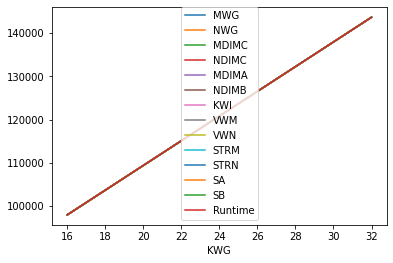 140000
130000
120000
110000
100000
MWG
NWG
MDIMC
NDIMC
MDIMA
NDIMB
KWI
VWM
VWN
STRM
STRN
SA
SB
Runtime
16 18 20 22 24 26 28 30 32
KWG